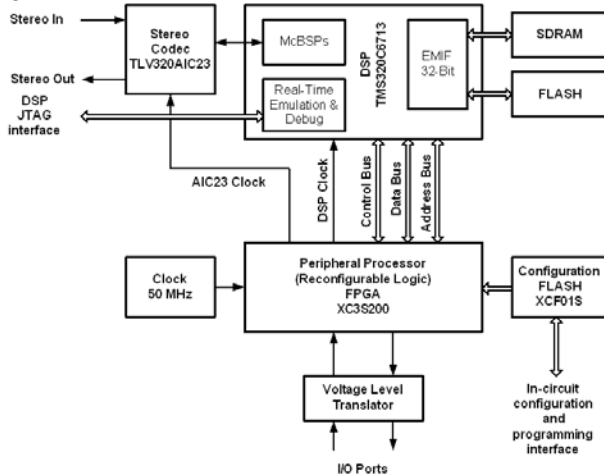 Stereo In
Stereo Out
DSP
JTAG
interface
Stereo
Codec
TLV320AIC23
McBSPs
Real-Time
Emulation &
Debug
DSP
TMS320C6713
EMIF
32-Bit
SDRAM
FLASH
AIC23 Clock
DSP Clock
Control Bus
Data Bus
Address Bus
Clock
50 MHz
Peripheral Processor
(Reconfigurable Logic)
FPGA
XC3S200
Configuration
FLASH
XCF01S
Voltage Level
Translator
In-circuit
configuration
and
programming
interface
I/O Ports